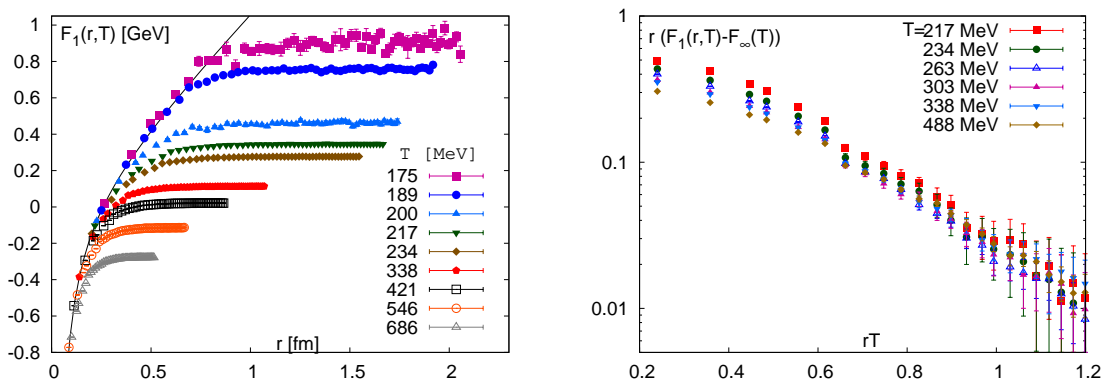 F₁(r,T) [GeV]
1
0.8
0.6
0.4
0.2
0
-0.2
-0.4
-0.6
-0.8
T [MeV]
175
189
200
217
234
338
421
546
686
0 0.5 1 1.5 2
r [fm]
r (F₁(r,T)-F∞(T))
1
0.1
0.01
T=217 MeV
234 MeV
263 MeV
303 MeV
338 MeV
488 MeV
0.2 0.4 0.6 0.8 1 1.2
rT